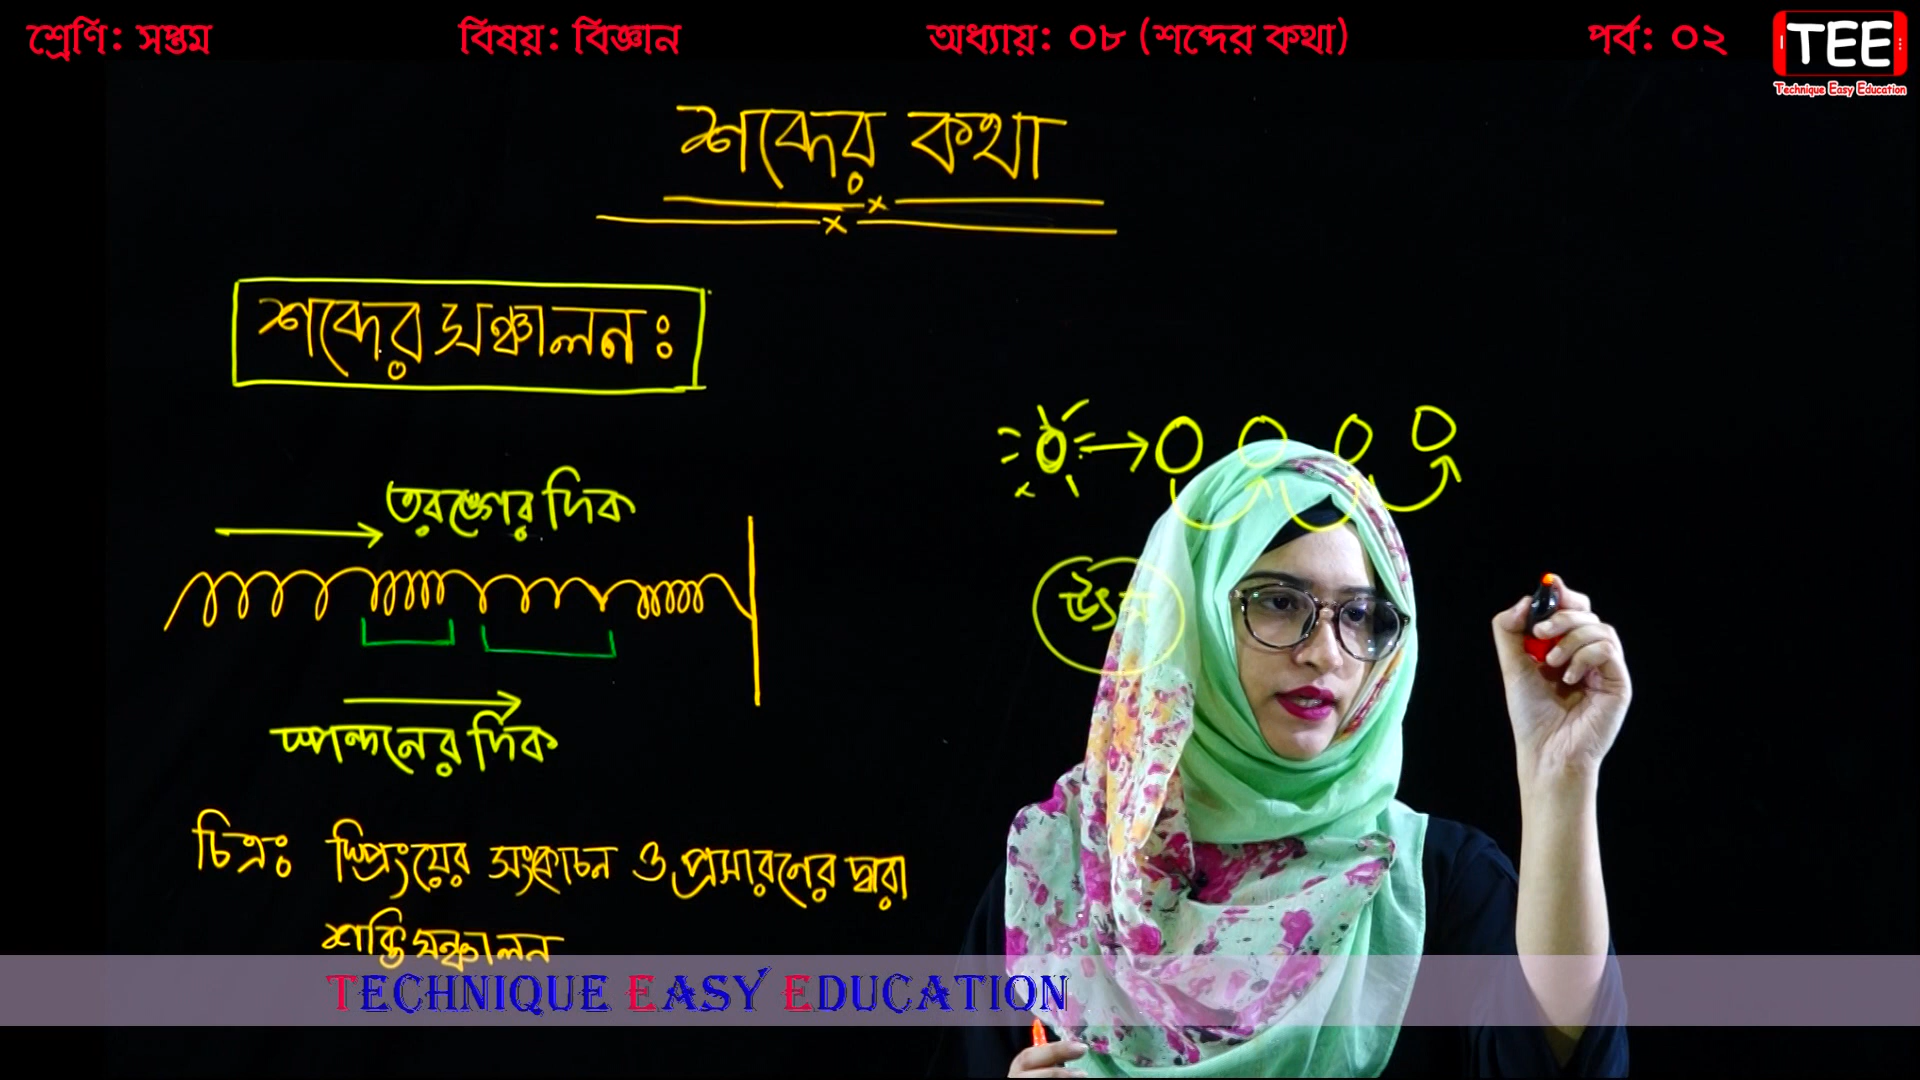 শ্রেণি: সপ্তম বিষয়: বিজ্ঞান অধ্যায়: ০৮ (শব্দের কথা) পর্ব: ০২
TEE
Technique Easy Education
শব্দের কথা
শব্দের সঞ্চালনঃ
তরঙ্গের দিক
উৎস
স্পন্দনের দিক
চিত্রঃ স্প্রিংয়ের সংকোচন ও প্রসারনের দ্বারা
শক্তি সঞ্চালন
TECHNIQUE EASY EDUCATION